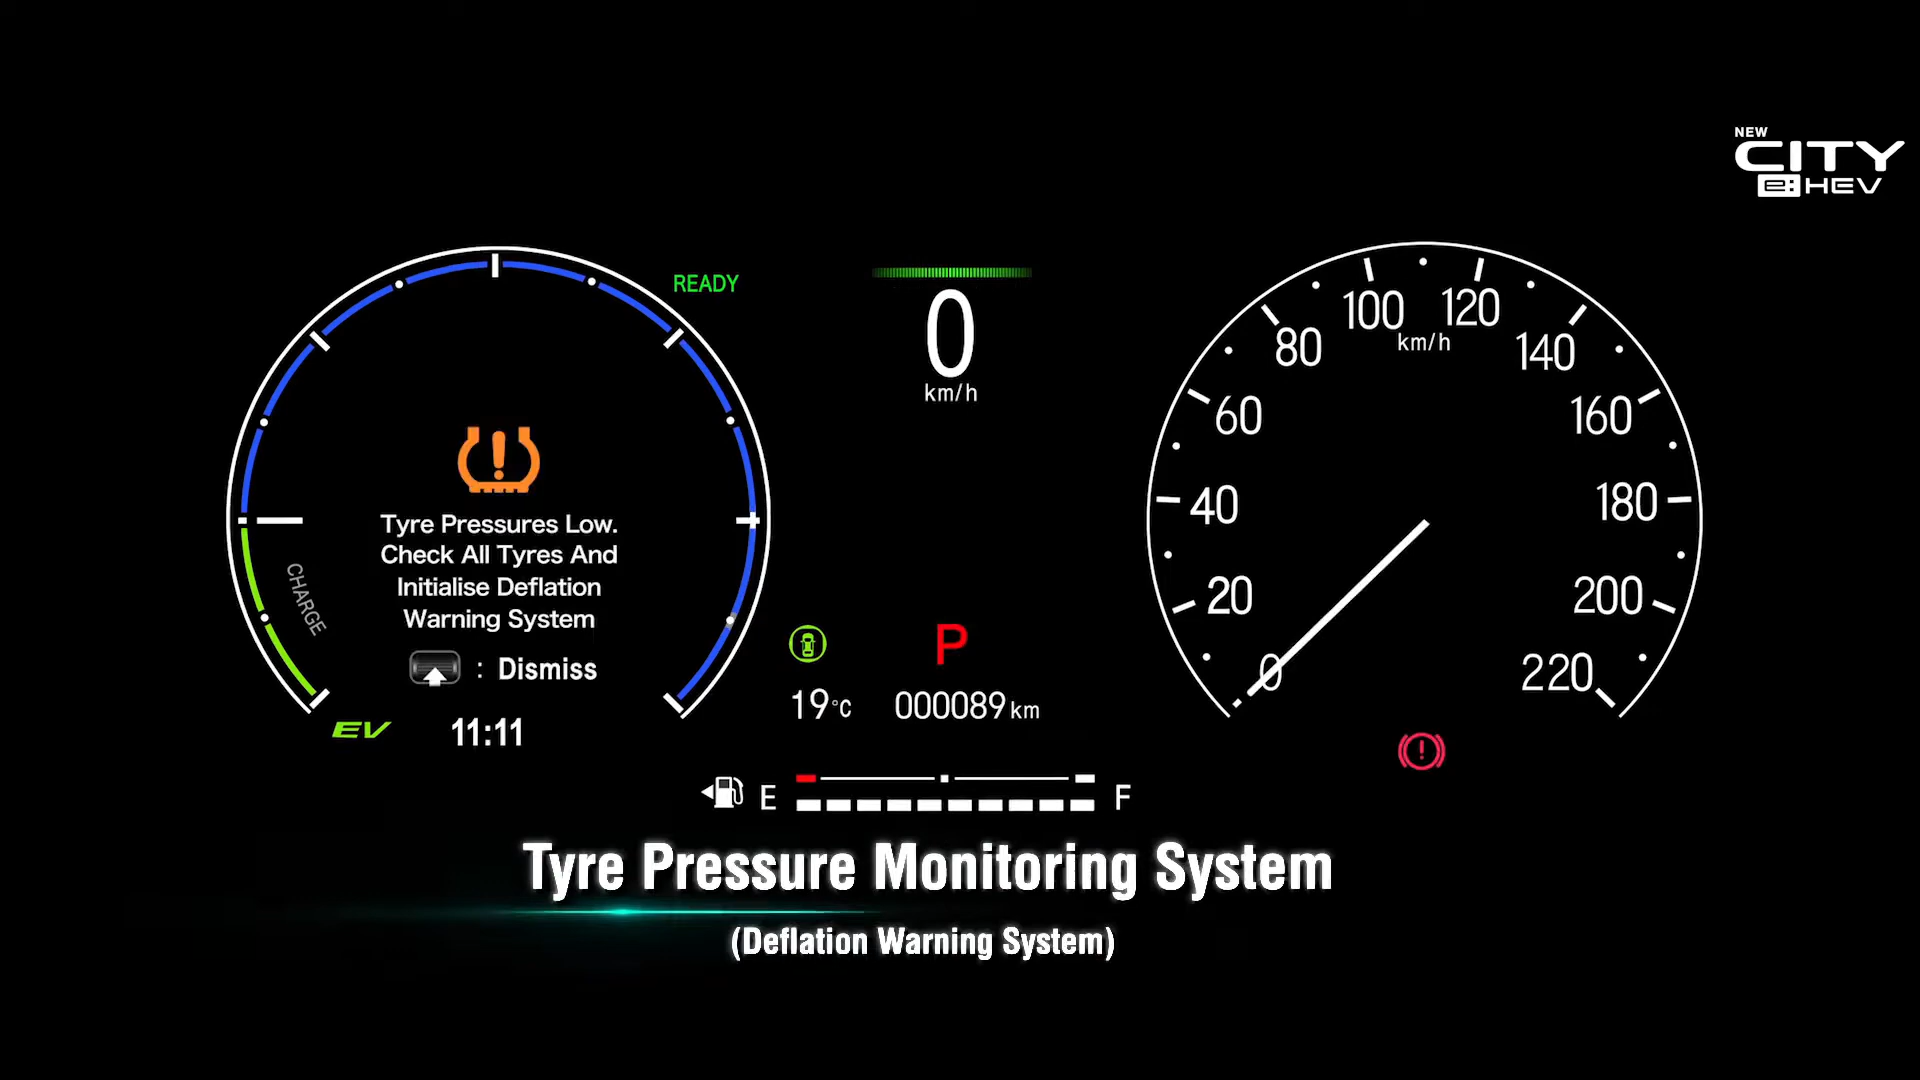 NEW
CITY
e:HEV
READY
0
km/h
Tyre Pressures Low.
Check All Tyres And
Initialise Deflation
Warning System
: Dismiss
CHARGE
EV
11:11
P
19°C
000089 km
0
20
40
60
80
100
120
140
160
180
200
220
km/h
E
F
Tyre Pressure Monitoring System
(Deflation Warning System)